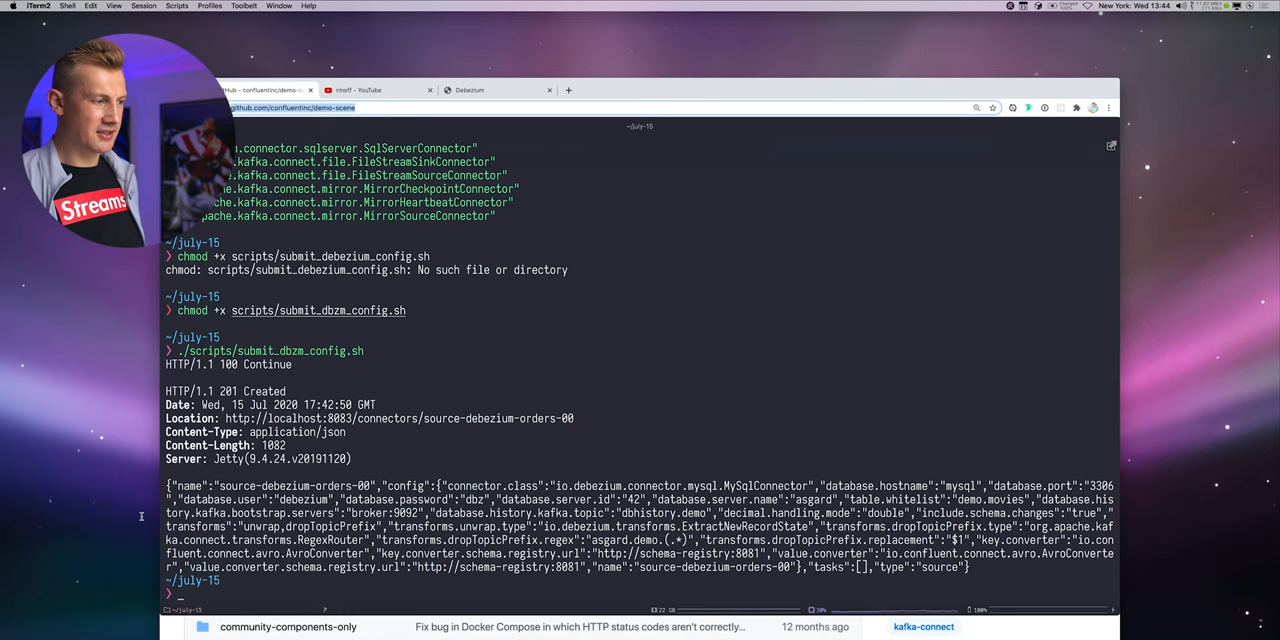 iTerm2 Shell Edit View Session Scripts Profiles Toolbelt Window Help
New York: Wed 13:44
Hub - confluentinc/demo-s
rmoff - YouTube
Debezium
github.com/confluentinc/demo-scene
~/july-15
.connector.sqlserver.SqlServerConnector"
.kafka.connect.file.FileStreamSinkConnector"
.kafka.connect.file.FileStreamSourceConnector"
che.kafka.connect.mirror.MirrorCheckpointConnector"
che.kafka.connect.mirror.MirrorHeartbeatConnector"
pache.kafka.connect.mirror.MirrorSourceConnector"
~/july-15
❯ chmod +x scripts/submit_debezium_config.sh
chmod: scripts/submit_debezium_config.sh: No such file or directory
~/july-15
❯ chmod +x scripts/submit_dbzm_config.sh
~/july-15
❯ ./scripts/submit_dbzm_config.sh
HTTP/1.1 100 Continue
HTTP/1.1 201 Created
Date: Wed, 15 Jul 2020 17:42:50 GMT
Location: http://localhost:8083/connectors/source-debezium-orders-00
Content-Type: application/json
Content-Length: 1082
Server: Jetty(9.4.24.v20191120)
{"name":"source-debezium-orders-00","config":{"connector.class":"io.debezium.connector.mysql.MySqlConnector","database.hostname":"mysql","database.port":"3306
","database.user":"debezium","database.password":"dbz","database.server.id":"42","database.server.name":"asgard","table.whitelist":"demo.movies","database.his
tory.kafka.bootstrap.servers":"broker:9092","database.history.kafka.topic":"dbhistory.demo","decimal.handling.mode":"double","include.schema.changes":"true","
transforms":"unwrap,dropTopicPrefix","transforms.unwrap.type":"io.debezium.transforms.ExtractNewRecordState","transforms.dropTopicPrefix.type":"org.apache.kaf
ka.connect.transforms.RegexRouter","transforms.dropTopicPrefix.regex":"asgard.demo.(.*)","transforms.dropTopicPrefix.replacement":"$1","key.converter":"io.con
fluent.connect.avro.AvroConverter","key.converter.schema.registry.url":"http://schema-registry:8081","value.converter":"io.confluent.connect.avro.AvroConverte
r","value.converter.schema.registry.url":"http://schema-registry:8081","name":"source-debezium-orders-00"},"tasks":[],"type":"source"}
~/july-15
❯ _
~/july-15 22 GB 30% 100%
community-components-only Fix bug in Docker Compose in which HTTP status codes aren't correctly... 12 months ago kafka-connect
Streams